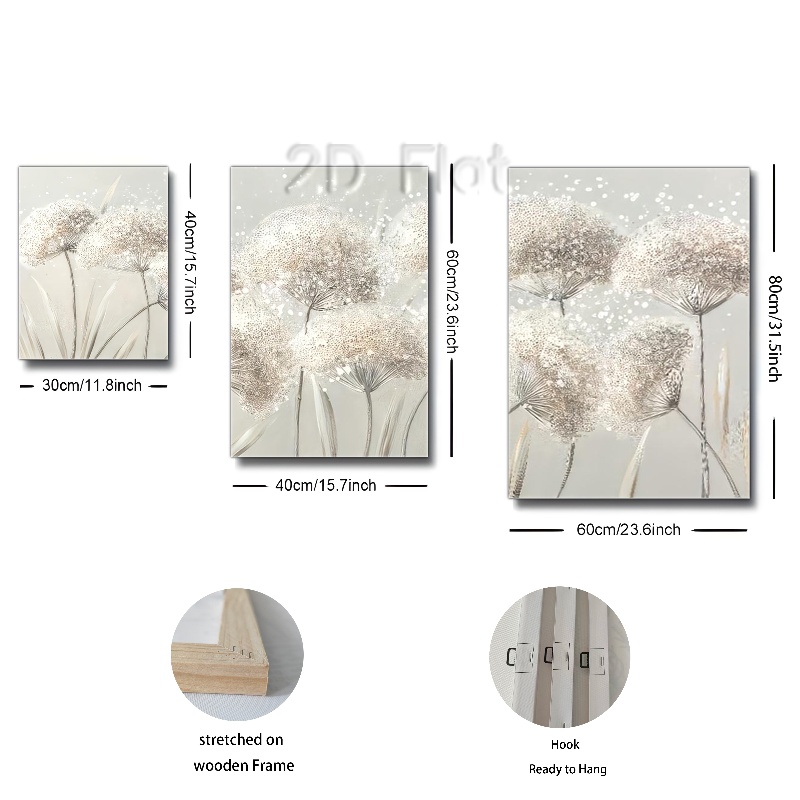 2D Flat
40cm/15.7inch
30cm/11.8inch
60cm/23.6inch
40cm/15.7inch
80cm/31.5inch
60cm/23.6inch
stretched on
wooden Frame
Hook
Ready to Hang